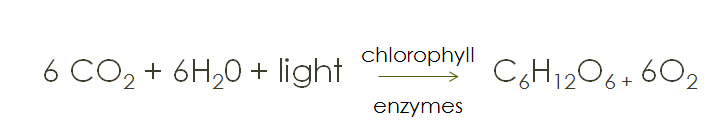 chlorophyll
6 CO₂ + 6H₂0 + light → C₆H₁₂O₆ + 6O₂
enzymes